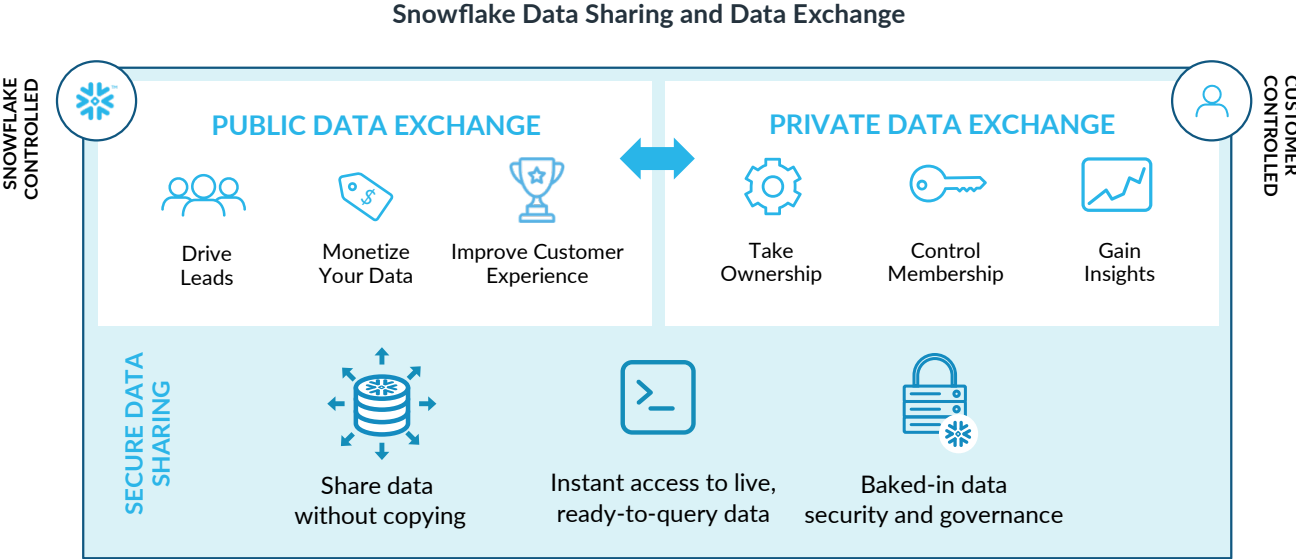 Snowflake Data Sharing and Data Exchange
SNOWFLAKE
CONTROLLED
CUSTOMER
CONTROLLED
PUBLIC DATA EXCHANGE
Drive
Leads
Monetize
Your Data
Improve Customer
Experience
PRIVATE DATA EXCHANGE
Take
Ownership
Control
Membership
Gain
Insights
SECURE DATA
SHARING
Share data
without copying
Instant access to live,
ready-to-query data
Baked-in data
security and governance